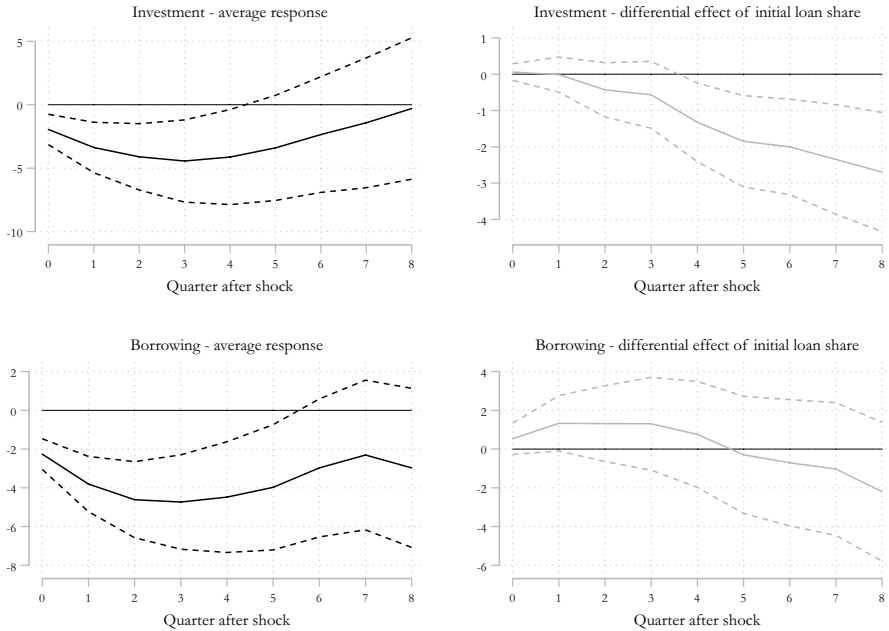 Investment - average response
5
0
-5
-10
0 1 2 3 4 5 6 7 8
Quarter after shock
Investment - differential effect of initial loan share
1
0
-1
-2
-3
-4
0 1 2 3 4 5 6 7 8
Quarter after shock
Borrowing - average response
2
0
-2
-4
-6
-8
0 1 2 3 4 5 6 7 8
Quarter after shock
Borrowing - differential effect of initial loan share
4
2
0
-2
-4
-6
0 1 2 3 4 5 6 7 8
Quarter after shock